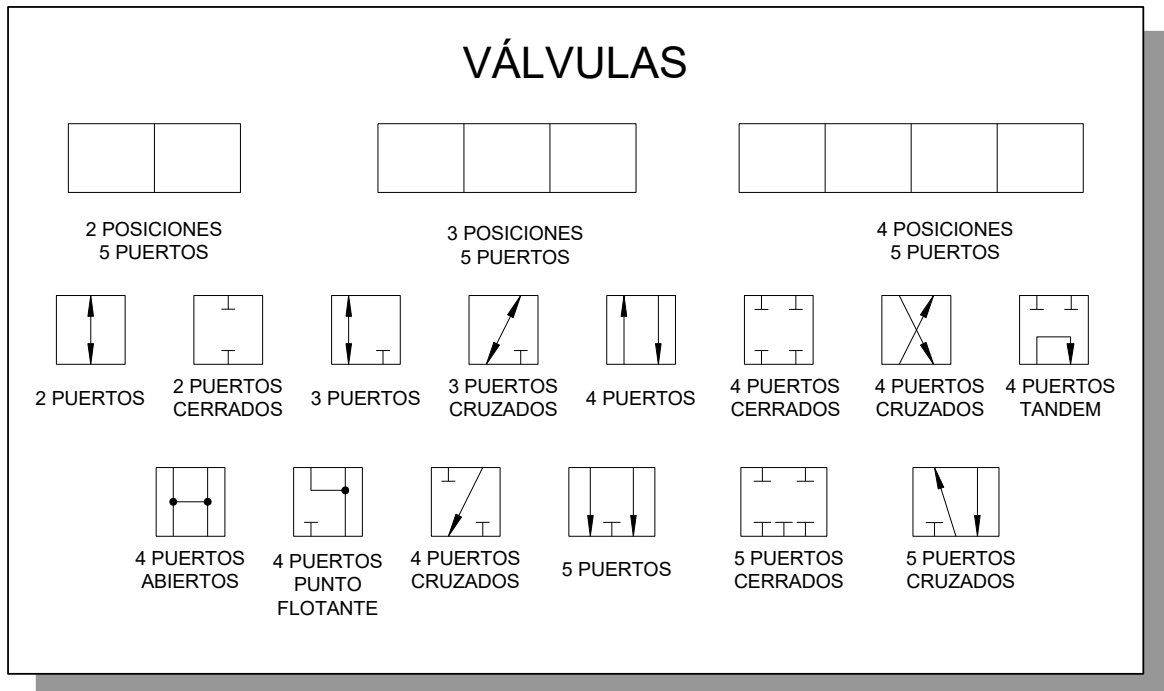 VÁLVULAS
2 POSICIONES
5 PUERTOS
3 POSICIONES
5 PUERTOS
4 POSICIONES
5 PUERTOS
2 PUERTOS
2 PUERTOS
CERRADOS
3 PUERTOS
3 PUERTOS
CRUZADOS
4 PUERTOS
4 PUERTOS
CERRADOS
4 PUERTOS
CRUZADOS
4 PUERTOS
TANDEM
4 PUERTOS
ABIERTOS
4 PUERTOS
PUNTO
FLOTANTE
4 PUERTOS
CRUZADOS
5 PUERTOS
5 PUERTOS
CERRADOS
5 PUERTOS
CRUZADOS